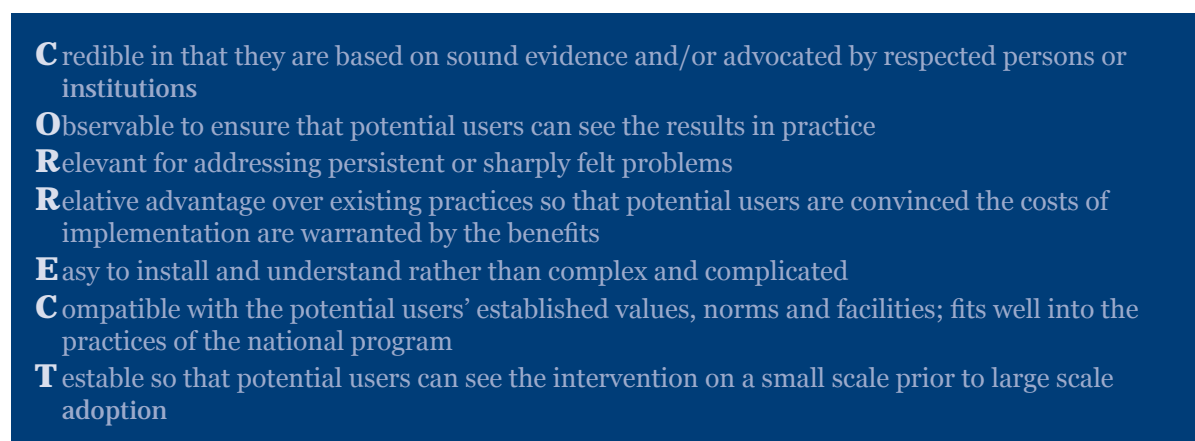 Credible in that they are based on sound evidence and/or advocated by respected persons or
institutions
Observable to ensure that potential users can see the results in practice
Relevant for addressing persistent or sharply felt problems
Relative advantage over existing practices so that potential users are convinced the costs of
implementation are warranted by the benefits
Easy to install and understand rather than complex and complicated
Compatible with the potential users’ established values, norms and facilities; fits well into the
practices of the national program
Testable so that potential users can see the intervention on a small scale prior to large scale
adoption